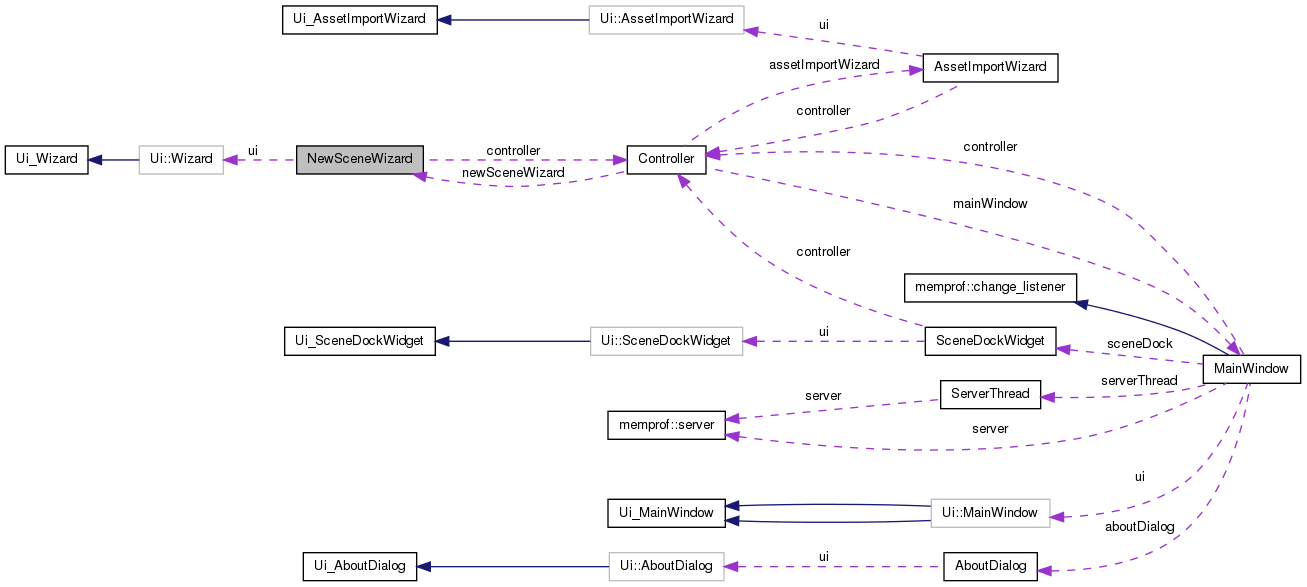 Ui_AssetImportWizard
Ui::AssetImportWizard
ui
assetImportWizard
AssetImportWizard
controller
Ui_Wizard
Ui::Wizard
ui
NewSceneWizard
controller
newSceneWizard
Controller
controller
mainWindow
controller
memprof::change_listener
Ui_SceneDockWidget
Ui::SceneDockWidget
ui
SceneDockWidget
sceneDock
MainWindow
serverThread
ServerThread
server
memprof::server
server
ui
Ui_MainWindow
Ui::MainWindow
aboutDialog
Ui_AboutDialog
Ui::AboutDialog
ui
AboutDialog